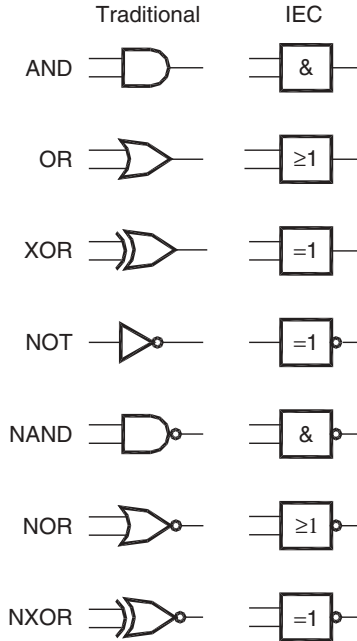 Traditional IEC
AND &
OR ≥1
XOR =1
NOT =1
NAND &
NOR ≥1
NXOR =1